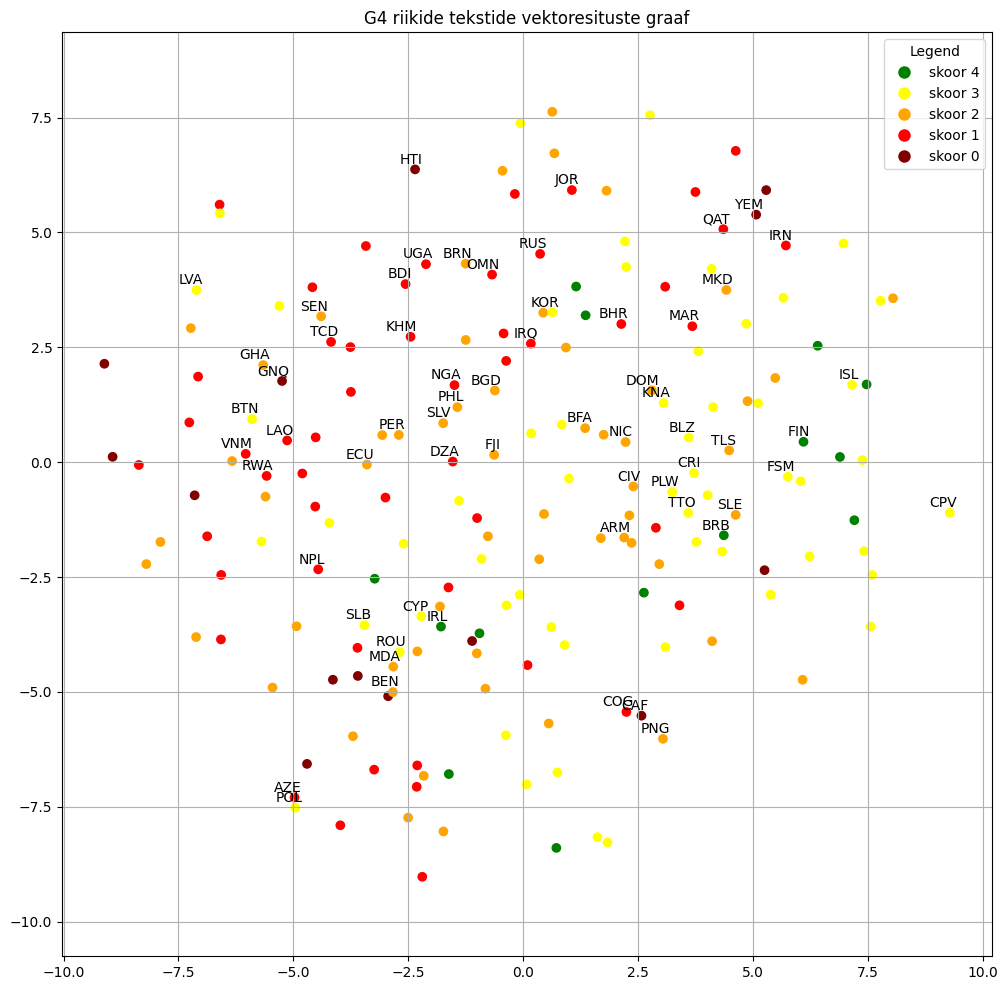 G4 riikide tekstide vektoresituste graaf
Legend
skoor 4
skoor 3
skoor 2
skoor 1
skoor 0
7.5
5.0
2.5
0.0
−2.5
−5.0
−7.5
−10.0
HTI
JOR
YEM
QAT
IRN
RUS
UGA
BRN
OMN
BDI
LVA
MKD
SEN
KOR
BHR
MAR
TCD
KHM
IRQ
GHA
GNQ
NGA
BGD
DOM
KNA
ISL
PHL
BTN
SLV
PER
BFA
NIC
BLZ
FIN
LAO
VNM
ECU
DZA
FJI
TLS
RWA
CIV
CRI
PLW
FSM
TTO
SLE
CPV
ARM
BRB
NPL
SLB
CYP
IRL
ROU
MDA
BEN
COG
CAF
PNG
AZE
POL
−10.0 −7.5 −5.0 −2.5 0.0 2.5 5.0 7.5 10.0